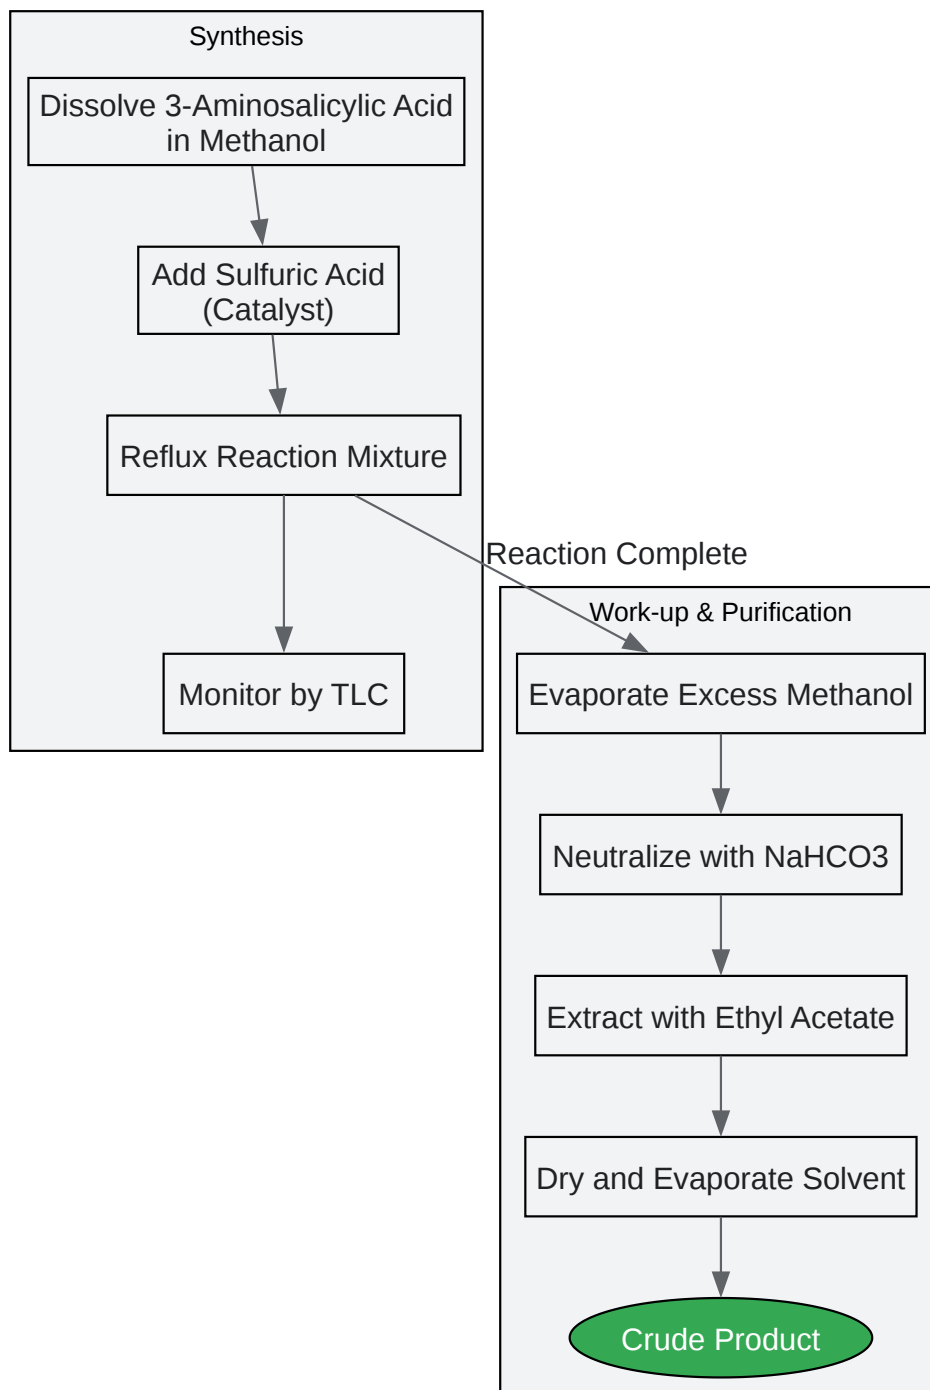 Synthesis
Dissolve 3-Aminosalicylic Acid
in Methanol
Add Sulfuric Acid
(Catalyst)
Reflux Reaction Mixture
Reaction Complete
Monitor by TLC
Work-up & Purification
Evaporate Excess Methanol
Neutralize with NaHCO3
Extract with Ethyl Acetate
Dry and Evaporate Solvent
Crude Product